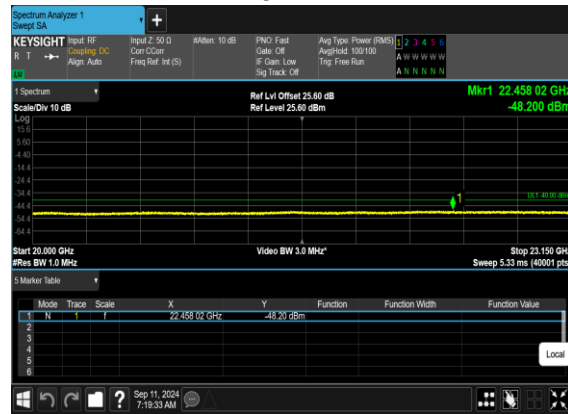 Spectrum Analyzer 1
Swept SA
+
KEYSIGHT Input: RF Input Z: 50 Ω #Atten: 10 dB PNO: Fast Avg Type: Power (RMS) 1 2 3 4 5 6
R T Coupling: DC Corr CCorr Gate: Off Avg|Hold: 100/100 A W W W W W
Align: Auto Freq Ref: Int (S) IF Gain: Low Trig: Free Run
LW Sig Track: Off A N N N N N
1 Spectrum Ref Lvl Offset 25.60 dB Mkr1 22.458 02 GHz
Scale/Div 10 dB Ref Level 25.60 dBm -48.200 dBm
Log
15.6
5.60
-4.40
-14.4
-24.4
-34.4 1 UL1 -40.00 dBm
-44.4
-54.4
-64.4
Start 20.000 GHz Video BW 3.0 MHz* Stop 23.150 GHz
#Res BW 1.0 MHz Sweep 5.33 ms (40001 pts)
5 Marker Table
Mode Trace Scale X Y Function Function Width Function Value
1 N 1 f 22.458 02 GHz -48.20 dBm
2
3
4
5
6
Local
? Sep 11, 2024
7:19:33 AM